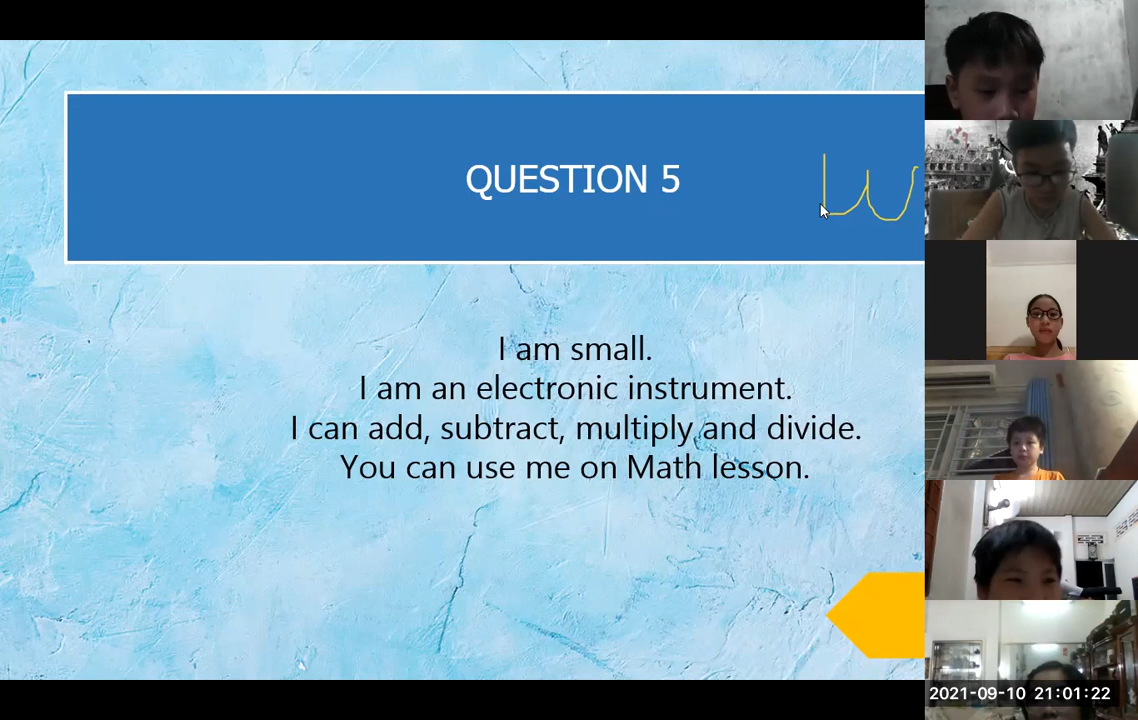 QUESTION 5
I am small.
I am an electronic instrument.
I can add, subtract, multiply and divide.
You can use me on Math lesson.
2021-09-10 21:01:22